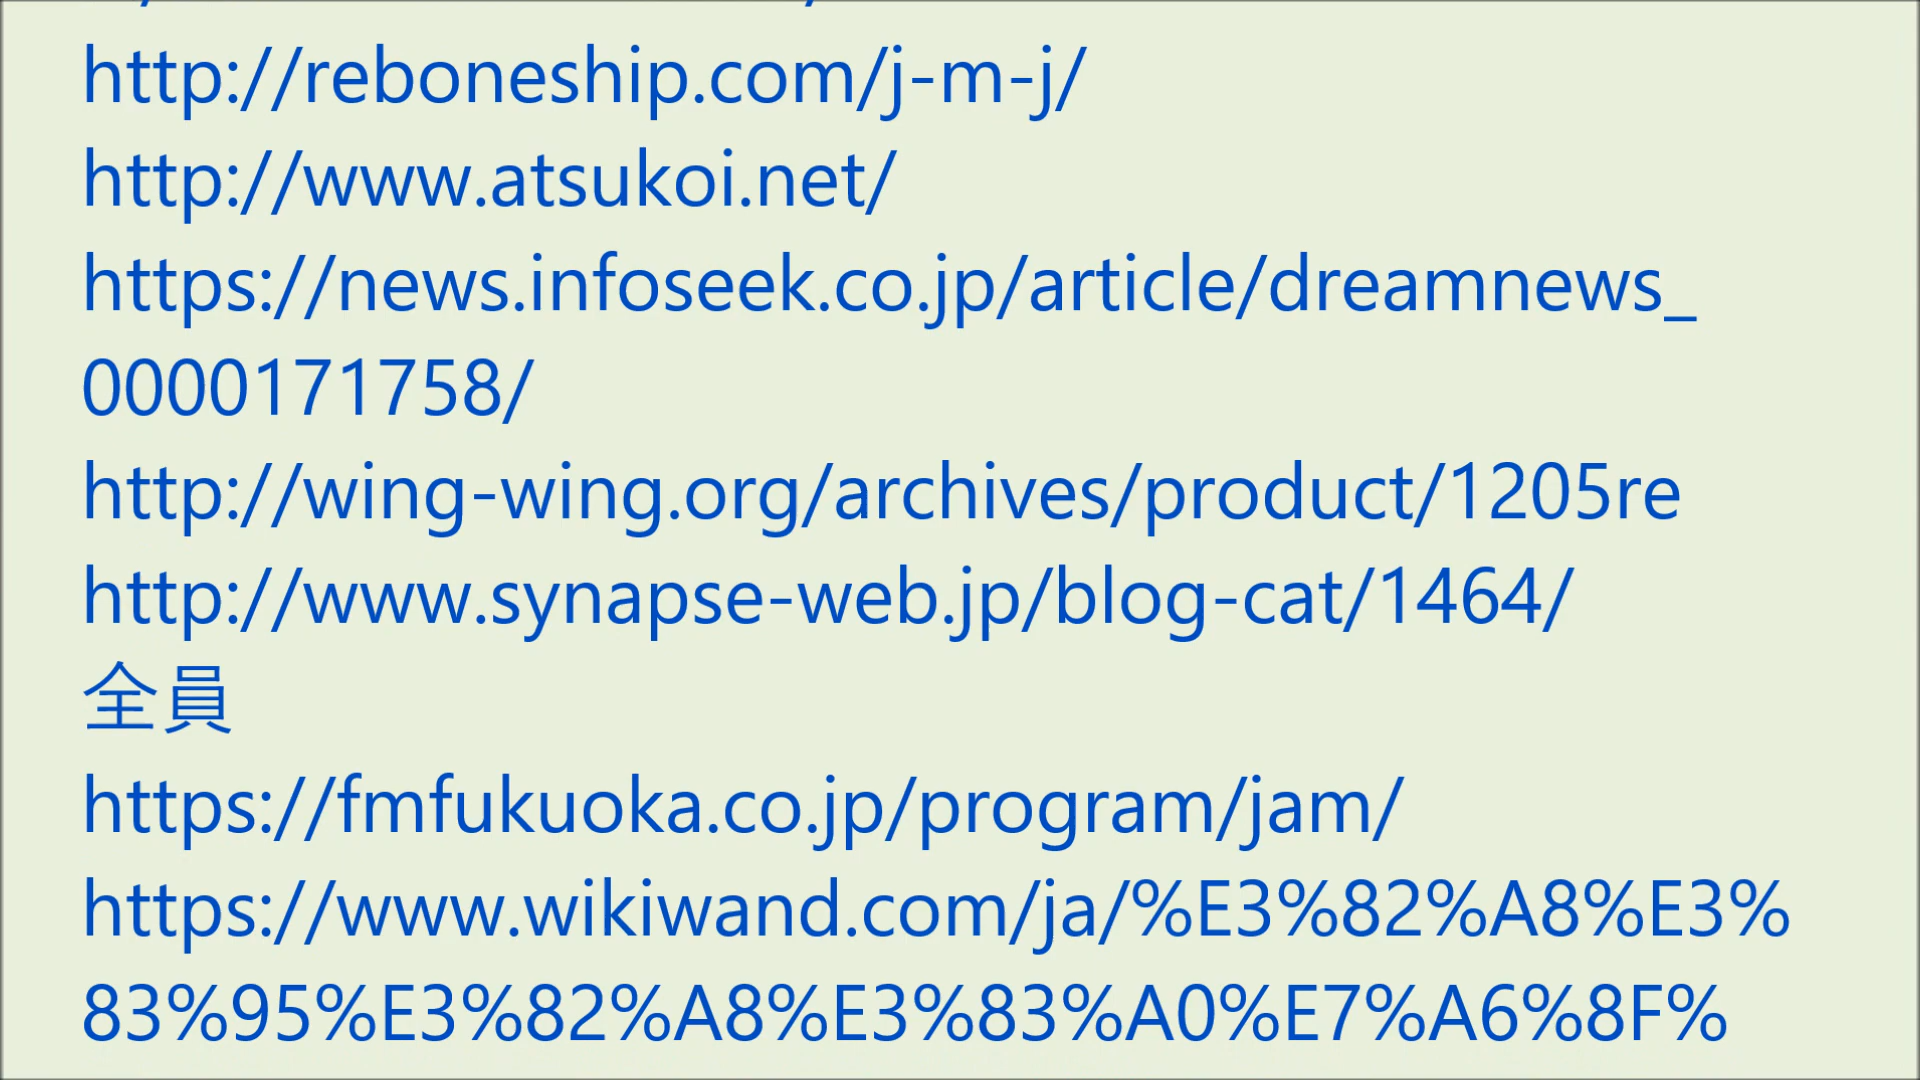 http://reboneship.com/j-m-j/
http://www.atsukoi.net/
https://news.infoseek.co.jp/article/dreamnews_
0000171758/
http://wing-wing.org/archives/product/1205re
http://www.synapse-web.jp/blog-cat/1464/
全員
https://fmfukuoka.co.jp/program/jam/
https://www.wikiwand.com/ja/%E3%82%A8%E3%
83%95%E3%82%A8%E3%83%A0%E7%A6%8F%